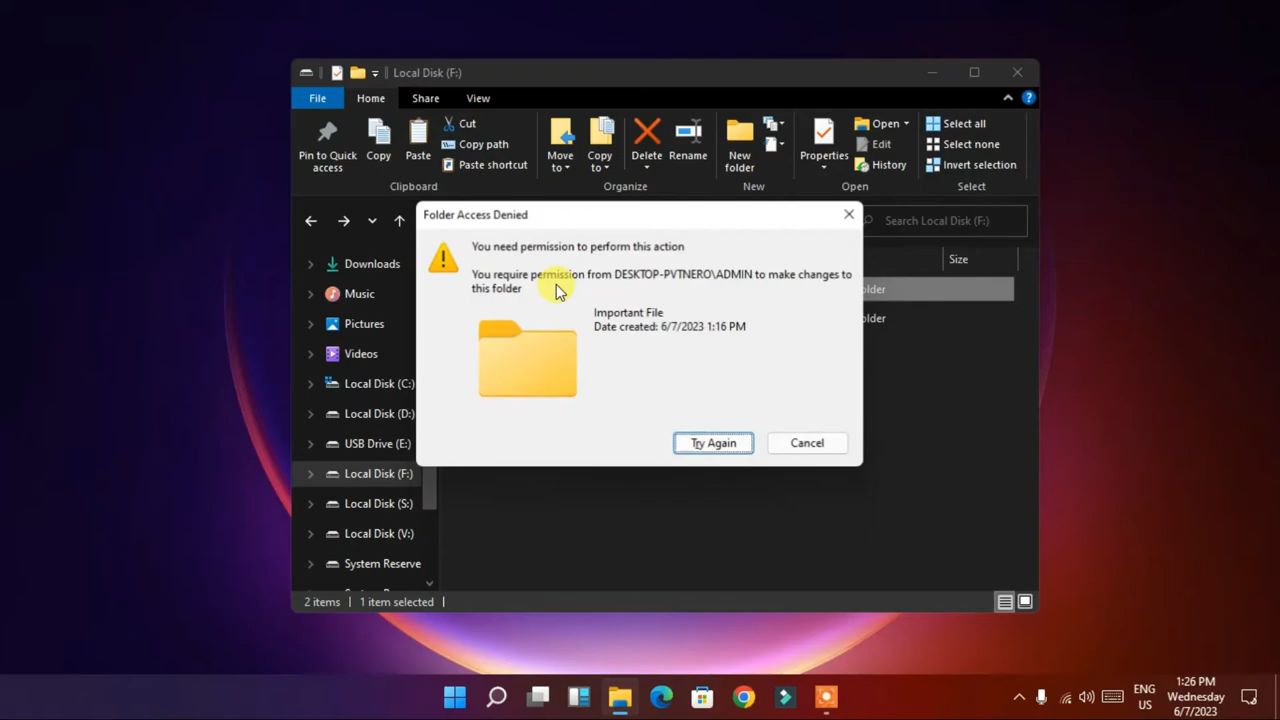 Local Disk (F:)
File Home Share View
Pin to Quick access
Copy
Paste
Cut
Copy path
Paste shortcut
Clipboard
Move to
Copy to
Delete
Rename
Organize
New folder
New
Properties
Open
Edit
History
Open
Select all
Select none
Invert selection
Select
Search Local Disk (F:)
Size
older
older
Downloads
Music
Pictures
Videos
Local Disk (C:)
Local Disk (D:)
USB Drive (E:)
Local Disk (F:)
Local Disk (S:)
Local Disk (V:)
System Reserve
Folder Access Denied
You need permission to perform this action
You require permission from DESKTOP-PVTNERO\ADMIN to make changes to
this folder
Important File
Date created: 6/7/2023 1:16 PM
Try Again Cancel
2 items 1 item selected
ENG
US
1:26 PM
Wednesday
6/7/2023